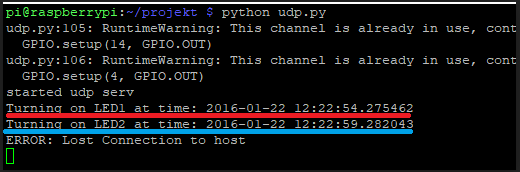 pi@raspberrypi:~/projekt $ python udp.py
udp.py:105: RuntimeWarning: This channel is already in use, cont
  GPIO.setup(14, GPIO.OUT)
udp.py:106: RuntimeWarning: This channel is already in use, cont
  GPIO.setup(4, GPIO.OUT)
started udp serv
Turning on LED1 at time: 2016-01-22 12:22:54.275462
Turning on LED2 at time: 2016-01-22 12:22:59.282043
ERROR: Lost Connection to host